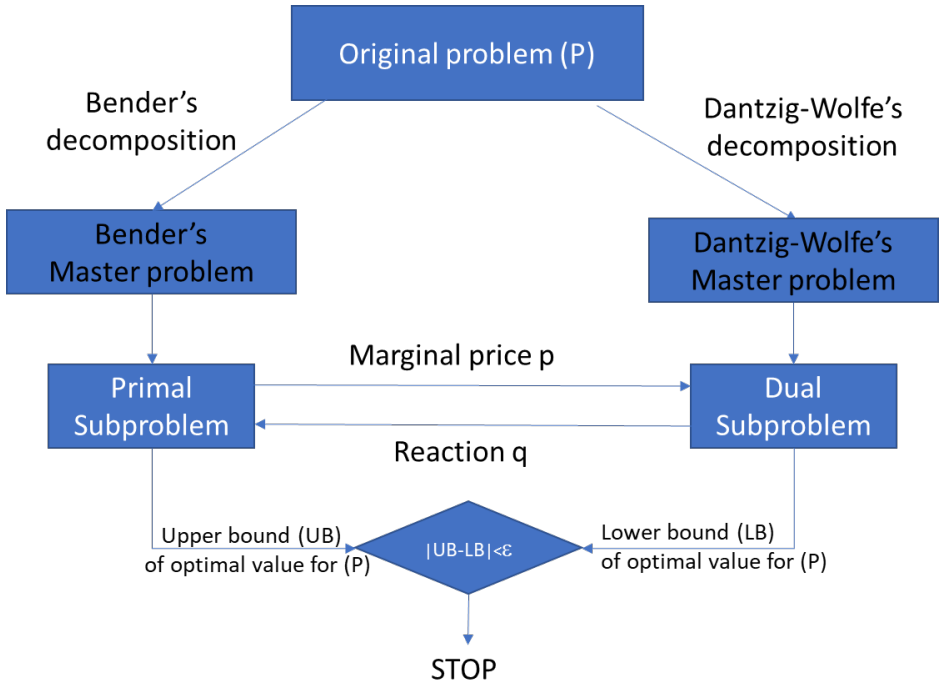 Original problem (P)
Bender’s
decomposition
Dantzig-Wolfe’s
decomposition
Bender’s
Master problem
Dantzig-Wolfe’s
Master problem
Marginal price p
Primal
Subproblem
Dual
Subproblem
Reaction q
Upper bound (UB)
of optimal value for (P)
|UB-LB|<ε
Lower bound (LB)
of optimal value for (P)
STOP